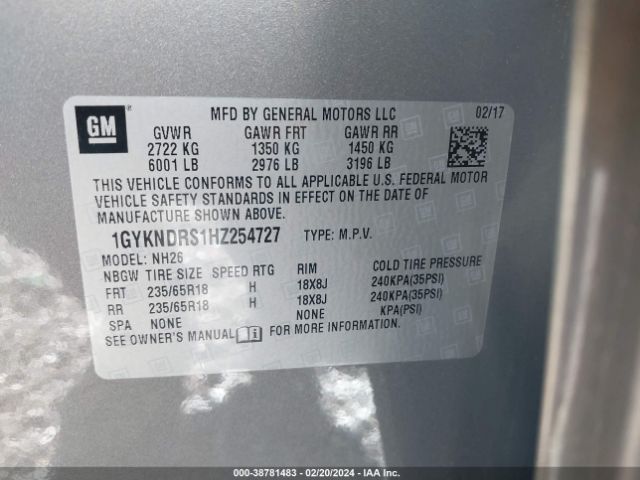 GM
MFD BY GENERAL MOTORS LLC 02/17
GVWR GAWR FRT GAWR RR
2722 KG 1350 KG 1450 KG
6001 LB 2976 LB 3196 LB
THIS VEHICLE CONFORMS TO ALL APPLICABLE U.S. FEDERAL MOTOR
VEHICLE SAFETY STANDARDS IN EFFECT ON THE DATE OF
MANUFACTURE SHOWN ABOVE.
1GYKNDRS1HZ254727 TYPE: M.P.V.
MODEL: NH26
NBGW TIRE SIZE SPEED RTG RIM COLD TIRE PRESSURE
FRT 235/65R18 H 18X8J 240KPA(35PSI)
RR 235/65R18 H 18X8J 240KPA(35PSI)
SPA NONE NONE KPA(PSI)
SEE OWNER'S MANUAL FOR MORE INFORMATION.
000-38781483 - 02/20/2024 - IAA Inc.